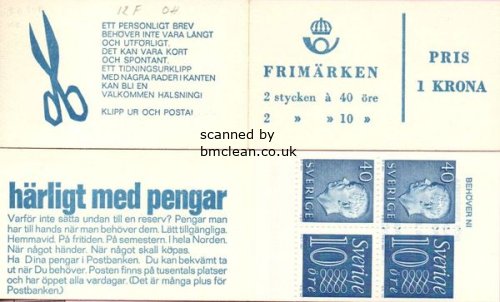 12 F 04
ETT PERSONLIGT BREV
BEHÖVER INTE VARA LÅNGT
OCH UTFÖRLIGT.
DET KAN VARA KORT
OCH SPONTANT.
ETT TIDNINGSURKLIPP
MED NÅGRA RADER I KANTEN
KAN BLI EN
VÄLKOMMEN HÄLSNING!
KLIPP UR OCH POSTA!
FRIMÄRKEN
2 stycken à 40 öre
2 » » 10 »
PRIS
1 KRONA
scanned by
bmclean.co.uk
härligt med pengar
Varför inte sätta undan till en reserv? Pengar man
har till hands när man behöver dem. Lätt tillgängliga.
Hemmavid. På fritiden. På semestern. I hela Norden.
När något händer. När något skall köpas.
Ha Dina pengar i Postbanken. Du kan bekvämt ta
ut när Du behöver. Posten finns på tusentals platser
och har öppet alla vardagar. (Det är många plus för
Postbanken.)
SVERIGE 40
SVERIGE 40
Sverige 10 ÖRE
Sverige 10 ÖRE
BEHÖVER NI